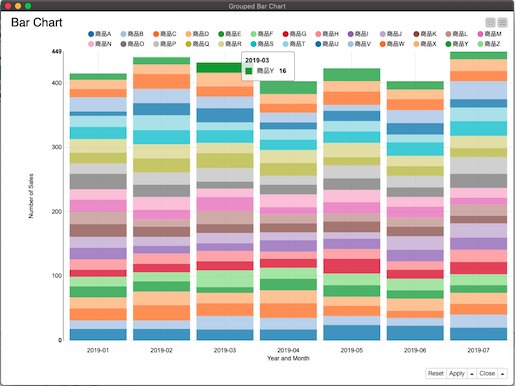 Grouped Bar Chart
Bar Chart
商品A 商品B 商品C 商品D 商品E 商品F 商品G 商品H 商品I 商品J 商品K 商品L 商品M
商品N 商品O 商品P 商品Q 商品R 商品S 商品T 商品U 商品V 商品W 商品X 商品Y 商品Z
449
400
300
200
100
0
Number of Sales
2019-03
商品Y 16
2019-01 2019-02 2019-03 2019-04 2019-05 2019-06 2019-07
Year and Month
Reset Apply Close